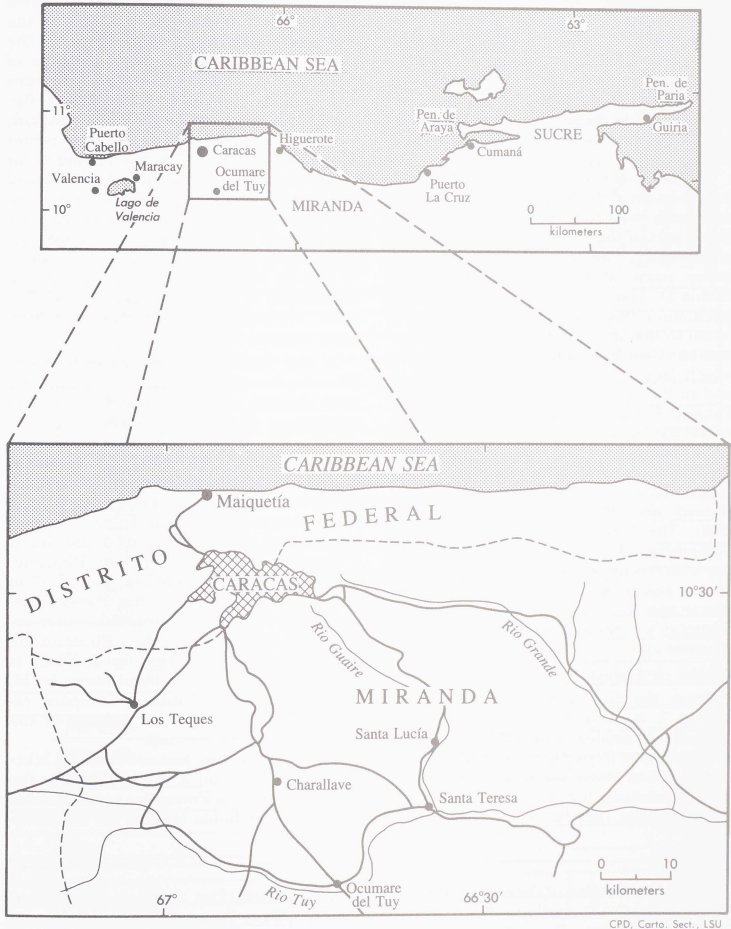 66°
63°
CARIBBEAN SEA
Pen. de
Paria
11°
Pen. de
Araya
Puerto
Cabello
Higuerote
SUCRE
Guiria
Caracas
Cumaná
Maracay
Valencia
Ocumare
del Tuy
Puerto
La Cruz
Lago de
Valencia
MIRANDA
10°
0 100
kilometers
CARIBBEAN SEA
Maiquetía
DISTRITO FEDERAL
CARACAS
10°30′
Rio Guaire
Rio Grande
MIRANDA
Los Teques
Santa Lucía
Charallave
Santa Teresa
0 10
kilometers
Rio Tuy
Ocumare
del Tuy
67°
66°30′
CPD, Carto. Sect., LSU